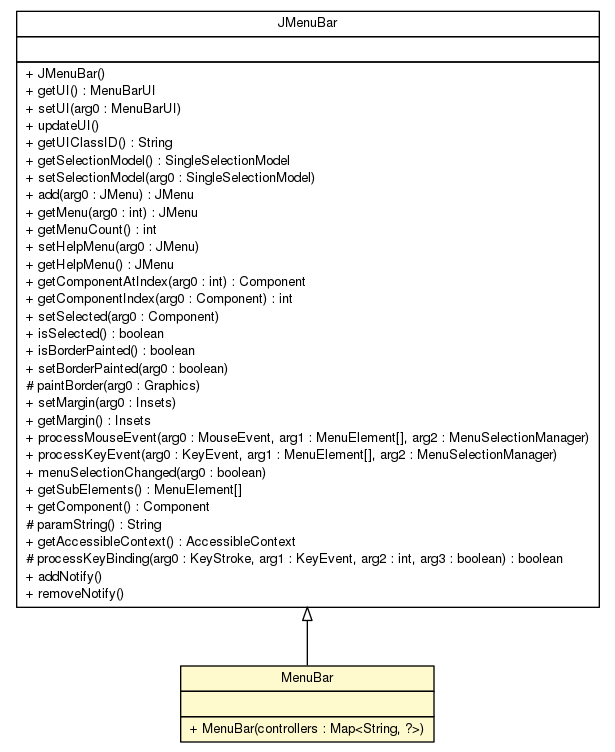 JMenuBar
+ JMenuBar()
+ getUI() : MenuBarUI
+ setUI(arg0 : MenuBarUI)
+ updateUI()
+ getUIClassID() : String
+ getSelectionModel() : SingleSelectionModel
+ setSelectionModel(arg0 : SingleSelectionModel)
+ add(arg0 : JMenu) : JMenu
+ getMenu(arg0 : int) : JMenu
+ getMenuCount() : int
+ setHelpMenu(arg0 : JMenu)
+ getHelpMenu() : JMenu
+ getComponentAtIndex(arg0 : int) : Component
+ getComponentIndex(arg0 : Component) : int
+ setSelected(arg0 : Component)
+ isSelected() : boolean
+ isBorderPainted() : boolean
+ setBorderPainted(arg0 : boolean)
# paintBorder(arg0 : Graphics)
+ setMargin(arg0 : Insets)
+ getMargin() : Insets
+ processMouseEvent(arg0 : MouseEvent, arg1 : MenuElement[], arg2 : MenuSelectionManager)
+ processKeyEvent(arg0 : KeyEvent, arg1 : MenuElement[], arg2 : MenuSelectionManager)
+ menuSelectionChanged(arg0 : boolean)
+ getSubElements() : MenuElement[]
+ getComponent() : Component
# paramString() : String
+ getAccessibleContext() : AccessibleContext
# processKeyBinding(arg0 : KeyStroke, arg1 : KeyEvent, arg2 : int, arg3 : boolean) : boolean
+ addNotify()
+ removeNotify()
MenuBar
+ MenuBar(controllers : Map<String, ?>)